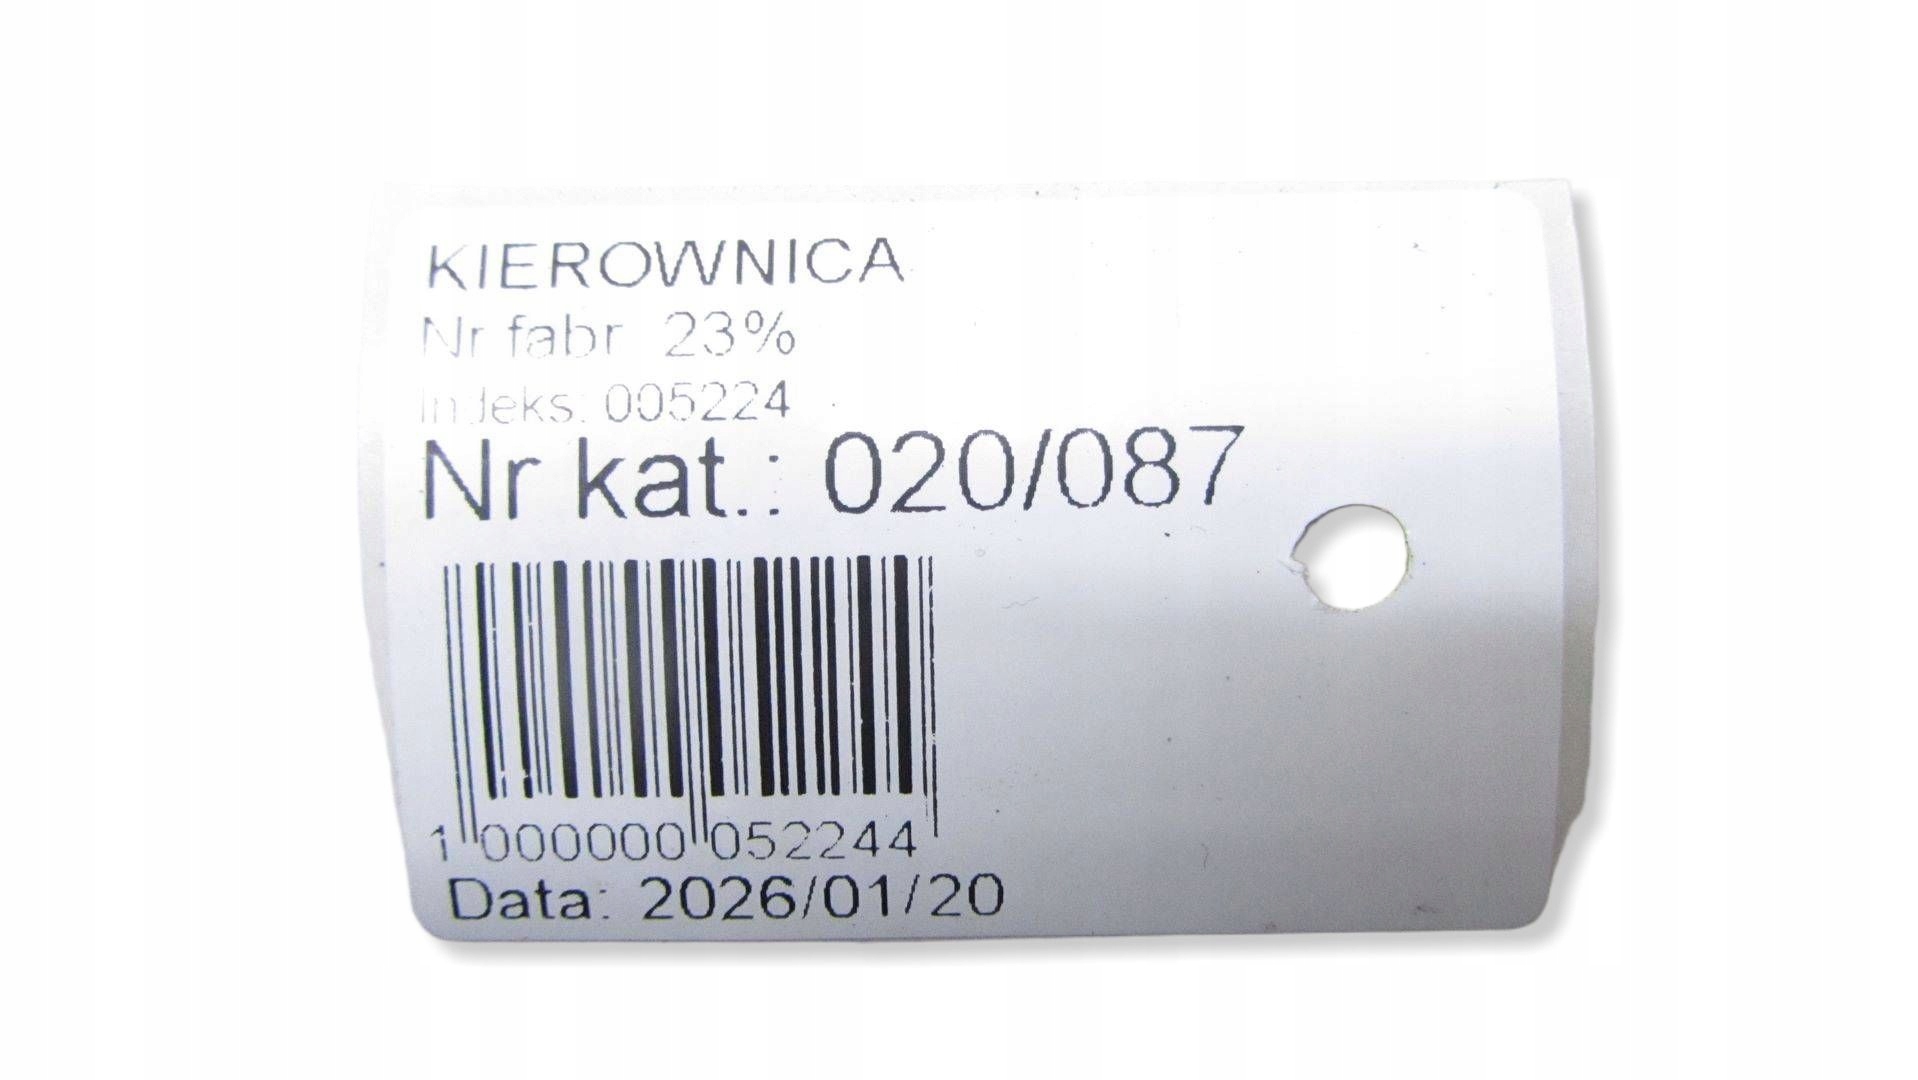 KIEROWNICA
Nr fabr 23%
Indeks: 005224
Nr kat.: 020/087
1 000000 052244
Data: 2026/01/20